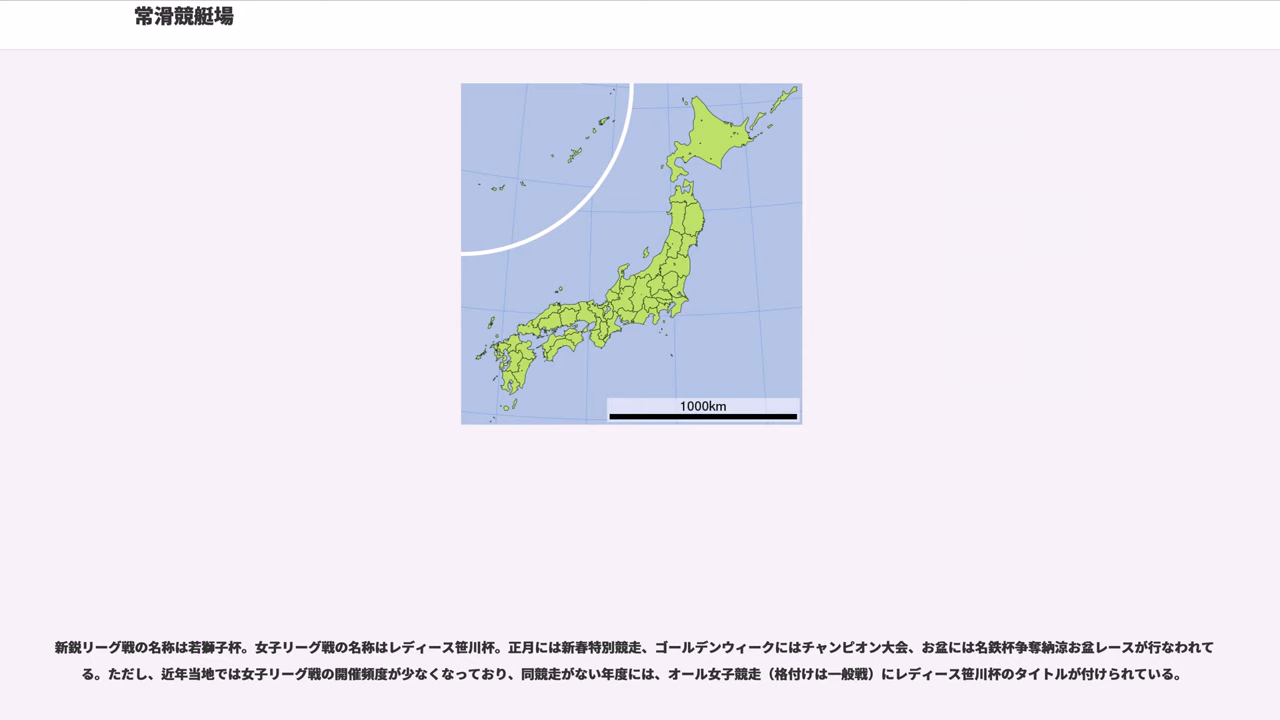 常滑競艇場
1000km
新鋭リーグ戦の名称は若獅子杯。女子リーグ戦の名称はレディース笹川杯。正月には新春特別競走、ゴールデンウィークにはチャンピオン大会、お盆には名鉄杯争奪納涼お盆レースが行なわれて
る。ただし、近年当地では女子リーグ戦の開催頻度が少なくなっており、同競走がない年度には、オール女子競走（格付けは一般戦）にレディース笹川杯のタイトルが付けられている。